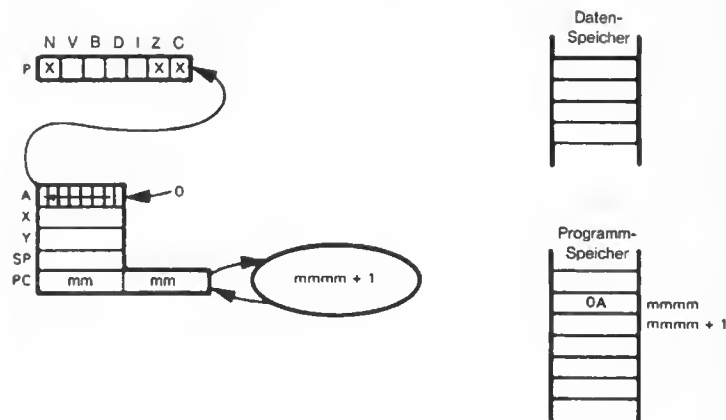 N V B D I Z C
P X X X
Daten-
Speicher
A 0
X
Y
SP
PC mm mm
mmmm + 1
Programm-
Speicher
0A mmmm
mmmm + 1